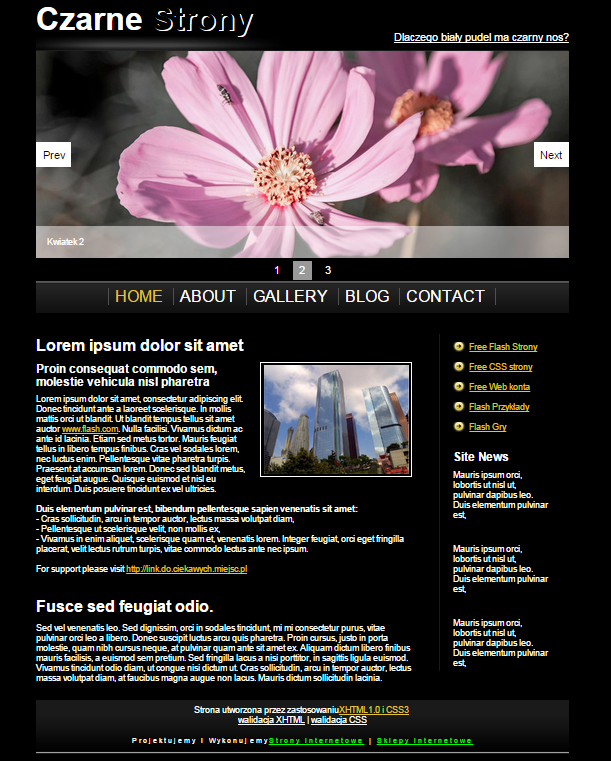 Czarne Strony
Dlaczego biały pudel ma czarny nos?
Prev
Next
Kwiatek 2
1 2 3
HOME ABOUT GALLERY BLOG CONTACT
Lorem ipsum dolor sit amet
Proin consequat commodo sem,
molestie vehicula nisl pharetra
Lorem ipsum dolor sit amet, consectetur adipiscing elit.
Donec tincidunt ante a laoreet scelerisque. In mollis
mattis orci ut blandit. Ut blandit tempus tellus sit amet
auctor www.flash.com. Nulla facilisi. Vivamus dictum ac
ante id lacinia. Etiam sed metus tortor. Mauris feugiat
tellus in libero tempus finibus. Cras vel sodales lorem,
nec luctus enim. Pellentesque vitae pharetra turpis.
Praesent at accumsan lorem. Donec sed blandit metus,
eget feugiat augue. Quisque euismod et nisl eu
interdum. Duis posuere tincidunt ex vel ultricies.
Duis elementum pulvinar est, bibendum pellentesque sapien venenatis sit amet:
- Cras sollicitudin, arcu in tempor auctor, lectus massa volutpat diam,
- Pellentesque ut scelerisque velit, non mollis ex,
- Vivamus in enim aliquet, scelerisque quam et, venenatis lorem. Integer feugiat, orci eget fringilla
placerat, velit lectus rutrum turpis, vitae commodo lectus ante nec ipsum.
For support please visit http://link.do.ciekawych.miejsc.pl
Fusce sed feugiat odio.
Sed vel venenatis leo. Sed dignissim, orci in sodales tincidunt, mi mi consectetur purus, vitae
pulvinar orci leo a libero. Donec suscipit luctus arcu quis pharetra. Proin cursus, justo in porta
molestie, quam nibh cursus neque, at pulvinar quam ante sit amet ex. Aliquam dictum libero finibus
mauris facilisis, a euismod sem pretium. Sed fringilla lacus a nisi porttitor, in sagittis ligula euismod.
Vivamus tincidunt odio diam, ut congue nisi dictum ut. Cras sollicitudin, arcu in tempor auctor, lectus
massa volutpat diam, at faucibus magna augue non lacus. Mauris dictum sollicitudin lacinia.
Free Flash Strony
Free CSS strony
Free Web konta
Flash Przykłady
Flash Gry
Site News
Mauris ipsum orci,
lobortis ut nisl ut,
pulvinar dapibus leo.
Duis elementum pulvinar
est,
Mauris ipsum orci,
lobortis ut nisl ut,
pulvinar dapibus leo.
Duis elementum pulvinar
est,
Mauris ipsum orci,
lobortis ut nisl ut,
pulvinar dapibus leo.
Duis elementum pulvinar
est,
Strona utworzona przez zastosowaniuXHTML1.0 i CSS3
walidacja XHTML | walidacja CSS
Projektujemy i WykonujemyStrony Internetowe | Sklepy Internetowe